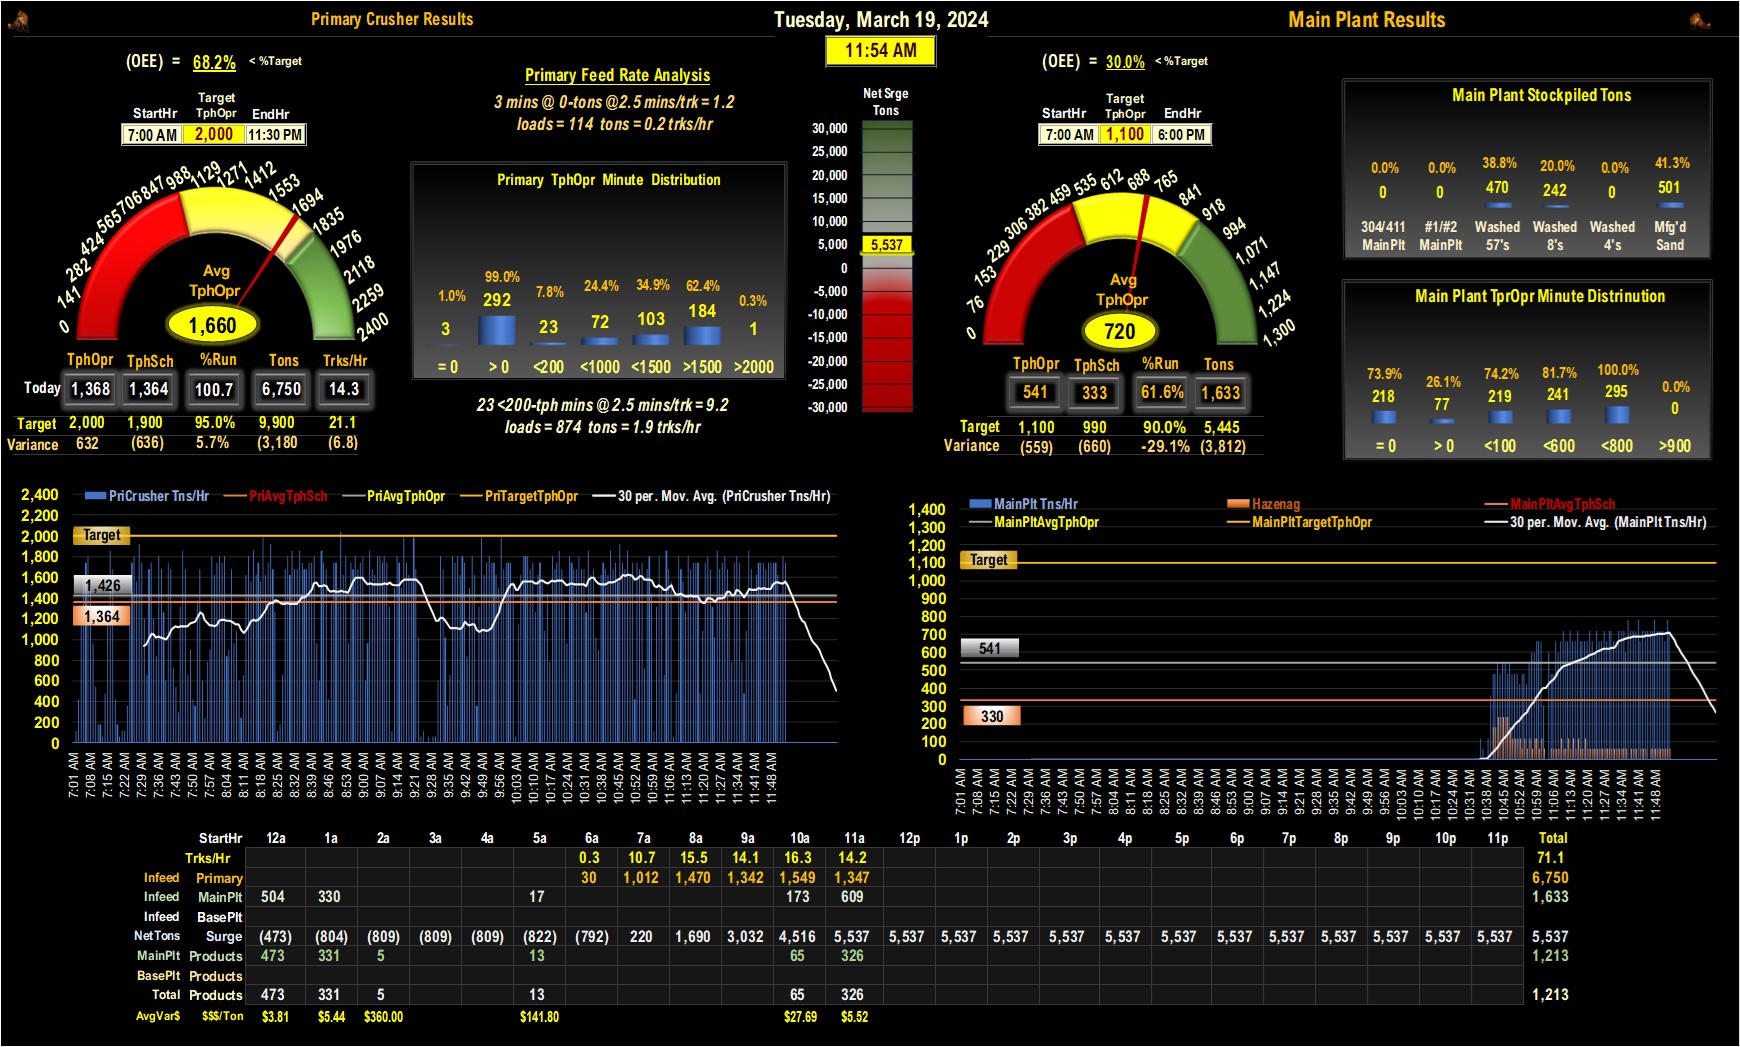 Primary Crusher Results
Tuesday, March 19, 2024
Main Plant Results
11:54 AM
(OEE) = 68.2% < %Target
StartHr Target TphOpr EndHr
7:00 AM 2,000 11:30 PM
0 141 282 424 565 706 847 988 1129 1271 1412 1553 1694 1835 1976 2118 2259 2400
Avg
TphOpr
1,660
TphOpr TphSch %Run Tons Trks/Hr
Today 1,368 1,364 100.7 6,750 14.3
Target 2,000 1,900 95.0% 9,900 21.1
Variance 632 (636) 5.7% (3,180) (6.8)
Primary Feed Rate Analysis
3 mins @ 0-tons @2.5 mins/trk = 1.2
loads = 114 tons = 0.2 trks/hr
Primary TphOpr Minute Distribution
1.0% 99.0% 7.8% 24.4% 34.9% 62.4% 0.3%
3 292 23 72 103 184 1
= 0 > 0 <200 <1000 <1500 >1500 >2000
23 <200-tph mins @ 2.5 mins/trk = 9.2
loads = 874 tons = 1.9 trks/hr
Net Srge
Tons
30,000
25,000
20,000
15,000
10,000
5,000
5,537
0
-5,000
-10,000
-15,000
-20,000
-25,000
-30,000
(OEE) = 30.0% < %Target
StartHr Target TphOpr EndHr
7:00 AM 1,100 6:00 PM
0 76 153 229 306 382 459 535 612 688 765 841 918 994 1,071 1,147 1,224 1,300
Avg
TphOpr
720
TphOpr TphSch %Run Tons
541 333 61.6% 1,633
Target 1,100 990 90.0% 5,445
Variance (559) (660) -29.1% (3,812)
Main Plant Stockpiled Tons
0.0% 0.0% 38.8% 20.0% 0.0% 41.3%
0 0 470 242 0 501
304/411 #1/#2 Washed Washed Washed Mfg'd
MainPlt MainPlt 57's 8's 4's Sand
Main Plant TprOpr Minute Distrinution
73.9% 26.1% 74.2% 81.7% 100.0% 0.0%
218 77 219 241 295 0
= 0 > 0 <100 <600 <800 >900
PriCrusher Tns/Hr PriAvgTphSch PriAvgTphOpr PriTargetTphOpr 30 per. Mov. Avg. (PriCrusher Tns/Hr)
2,400
2,200
2,000
1,800
1,600
1,400
1,200
1,000
800
600
400
200
0
Target
1,426
1,364
7:01 AM 7:08 AM 7:15 AM 7:22 AM 7:29 AM 7:36 AM 7:43 AM 7:50 AM 7:57 AM 8:04 AM 8:11 AM 8:18 AM 8:25 AM 8:32 AM 8:39 AM 8:46 AM 8:53 AM 9:00 AM 9:07 AM 9:14 AM 9:21 AM 9:28 AM 9:35 AM 9:42 AM 9:49 AM 9:56 AM 10:03 AM 10:10 AM 10:17 AM 10:24 AM 10:31 AM 10:38 AM 10:45 AM 10:52 AM 10:59 AM 11:06 AM 11:13 AM 11:20 AM 11:27 AM 11:34 AM 11:41 AM 11:48 AM
MainPlt Tns/Hr Hazenag MainPltAvgTphSch
MainPltAvgTphOpr MainPltTargetTphOpr 30 per. Mov. Avg. (MainPlt Tns/Hr)
1,400
1,300
1,200
1,100
1,000
900
800
700
600
500
400
300
200
100
0
Target
541
330
7:01 AM 7:08 AM 7:15 AM 7:22 AM 7:29 AM 7:36 AM 7:43 AM 7:50 AM 7:57 AM 8:04 AM 8:11 AM 8:18 AM 8:25 AM 8:32 AM 8:39 AM 8:46 AM 8:53 AM 9:00 AM 9:07 AM 9:14 AM 9:21 AM 9:28 AM 9:35 AM 9:42 AM 9:49 AM 9:56 AM 10:03 AM 10:10 AM 10:17 AM 10:24 AM 10:31 AM 10:38 AM 10:45 AM 10:52 AM 10:59 AM 11:06 AM 11:13 AM 11:20 AM 11:27 AM 11:34 AM 11:41 AM 11:48 AM
StartHr 12a 1a 2a 3a 4a 5a 6a 7a 8a 9a 10a 11a 12p 1p 2p 3p 4p 5p 6p 7p 8p 9p 10p 11p Total
Trks/Hr 0.3 10.7 15.5 14.1 16.3 14.2 71.1
Infeed Primary 30 1,012 1,470 1,342 1,549 1,347 6,750
Infeed MainPlt 504 330 17 173 609 1,633
Infeed BasePlt
NetTons Surge (473) (804) (809) (809) (809) (822) (792) 220 1,690 3,032 4,516 5,537 5,537 5,537 5,537 5,537 5,537 5,537 5,537 5,537 5,537 5,537 5,537 5,537 5,537
MainPlt Products 473 331 5 13 65 326 1,213
BasePlt Products
Total Products 473 331 5 13 65 326 1,213
AvgVar$ $$$/Ton $3.81 $5.44 $360.00 $141.80 $27.69 $5.52